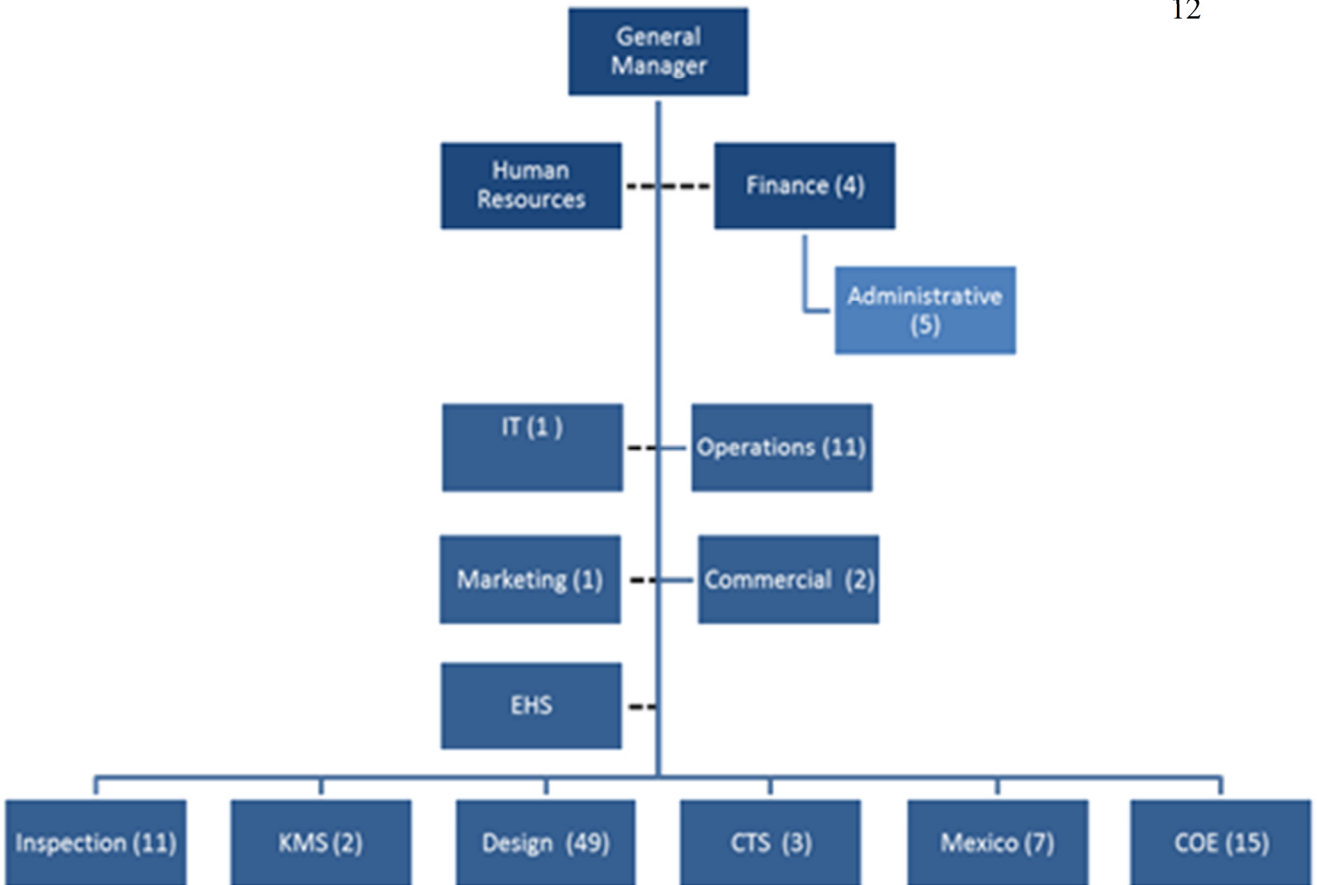 12
General
Manager
Human
Resources
Finance (4)
Administrative
(5)
IT (1 )
Operations (11)
Marketing (1)
Commercial (2)
EHS
Inspection (11)
KMS (2)
Design (49)
CTS (3)
Mexico (7)
COE (15)